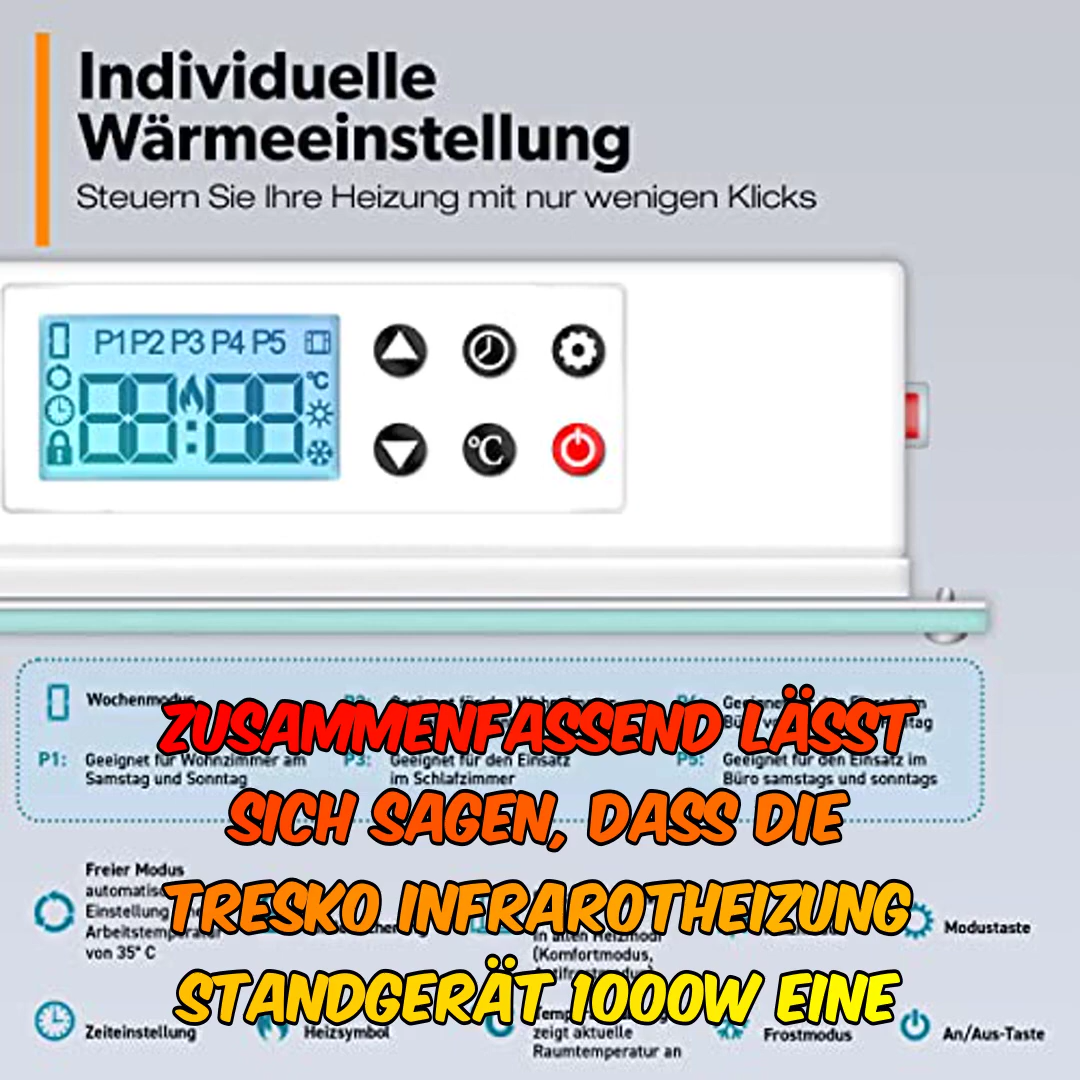 Individuelle
Wärmeeinstellung
Steuern Sie Ihre Heizung mit nur wenigen Klicks
P1 P2 P3 P4 P5
88:88
°C
°C
Wochenmodus
P1: Geeignet für Wohnzimmer am
Samstag und Sonntag
P3: Geeignet für den Einsatz
im Schlafzimmer
P5: Geeignet für den Einsatz im
Büro samstags und sonntags
ZUSAMMENFASSEND LÄSST
SICH SAGEN, DASS DIE
TRESKO INFRAROTHEIZUNG
STANDGERÄT 1000W EINE
Freier Modus
Einstellung
von 35° C
in allen Heizmodi
(Komfortmodus,
Modustaste
Zeiteinstellung
Heizsymbol
zeigt aktuelle
Raumtemperatur an
Frostmodus
An/Aus-Taste